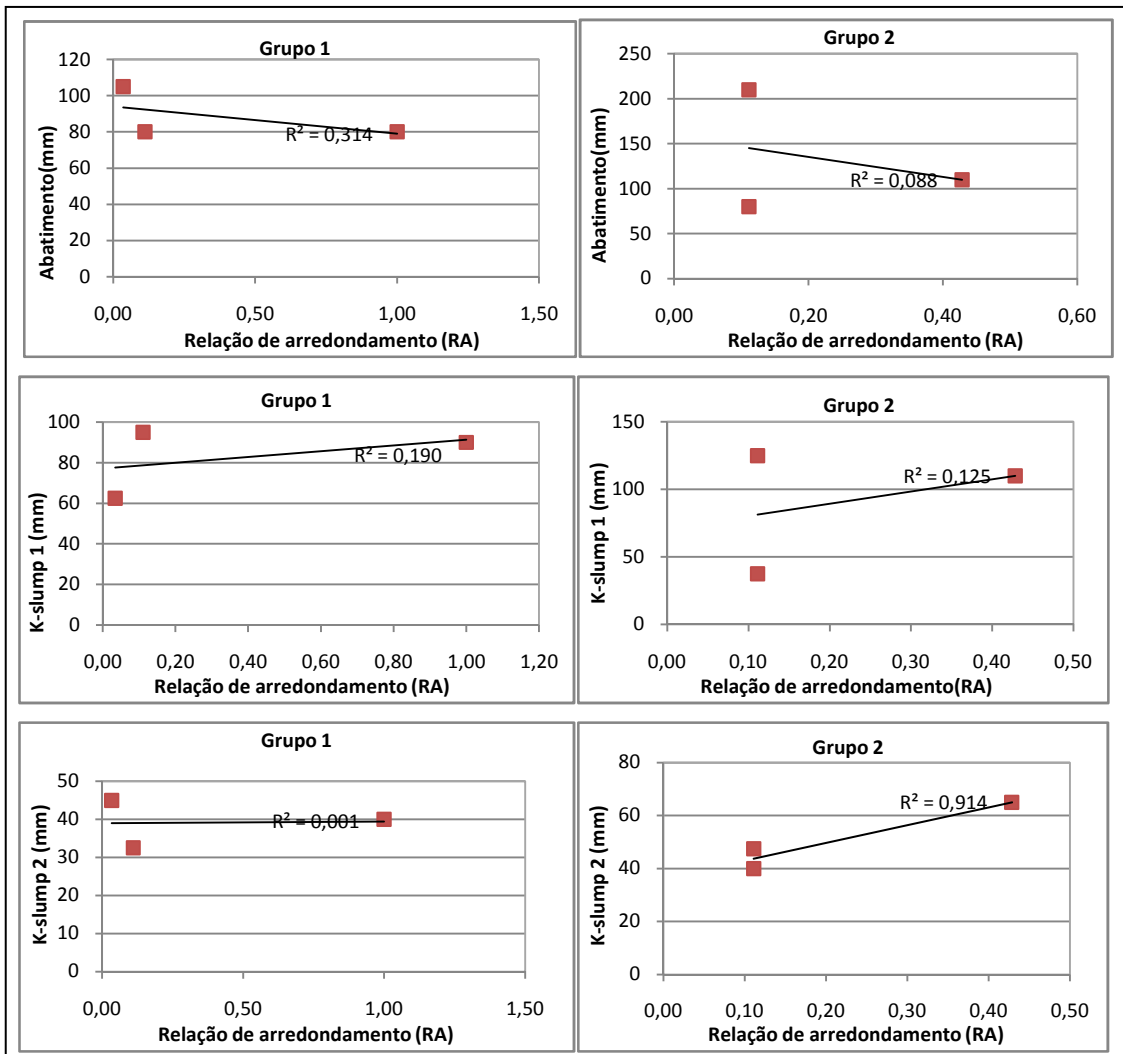 Grupo 1
120
100
80
60
40
20
0
Abatimento(mm)
R² = 0,314
0,00 0,50 1,00 1,50
Relação de arredondamento (RA)
Grupo 2
250
200
150
100
50
0
Abatimento(mm)
R² = 0,088
0,00 0,20 0,40 0,60
Relação de arredondamento (RA)
Grupo 1
100
80
60
40
20
0
K-slump 1 (mm)
R² = 0,190
0,00 0,20 0,40 0,60 0,80 1,00 1,20
Relação de arredondamento (RA)
Grupo 2
150
100
50
0
K-slump 1 (mm)
R² = 0,125
0,00 0,10 0,20 0,30 0,40 0,50
Relação de arredondamento(RA)
Grupo 1
50
40
30
20
10
0
K-slump 2 (mm)
R² = 0,001
0,00 0,50 1,00 1,50
Relação de arredondamento (RA)
Grupo 2
80
60
40
20
0
K-slump 2 (mm)
R² = 0,914
0,00 0,10 0,20 0,30 0,40 0,50
Relação de arredondamento (RA)